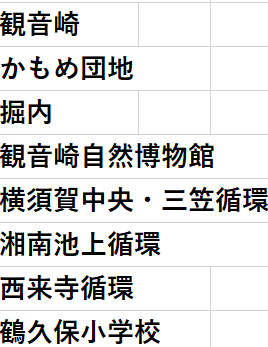 観音崎
かもめ団地
堀内
観音崎自然博物館
横須賀中央・三笠循環
湘南池上循環
西来寺循環
鶴久保小学校